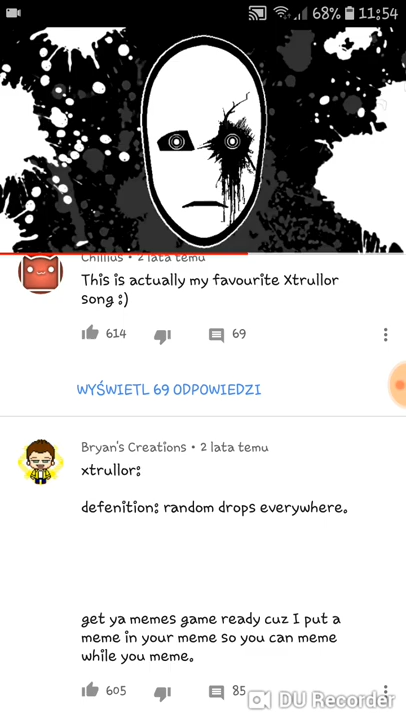 68% 11:54
Chillius • 2 lata temu
This is actually my favourite Xtrullor
song :)
614 69
WYŚWIETL 69 ODPOWIEDZI
Bryan's Creations • 2 lata temu
xtrullor:
defenition: random drops everywhere.
get ya memes game ready cuz I put a
meme in your meme so you can meme
while you meme.
605 85
DU Recorder